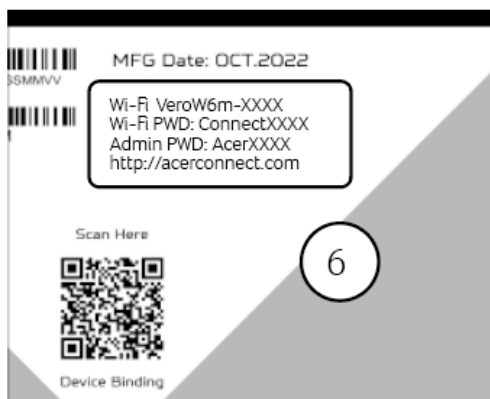 MFG Date: OCT.2022
SSMMVV
Wi-Fi VeroW6m-XXXX
Wi-Fi PWD: ConnectXXXX
Admin PWD: AcerXXXX
http://acerconnect.com
Scan Here
6
Device Binding